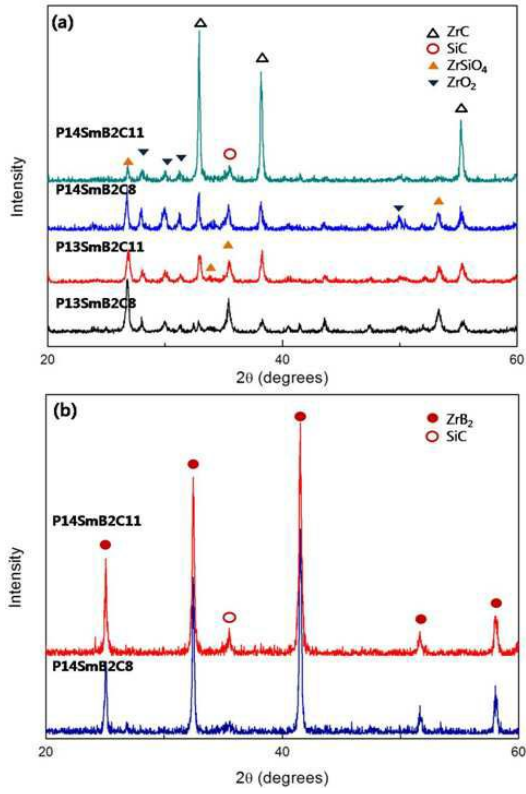 (a)
ZrC
SiC
ZrSiO₄
ZrO₂
P14SmB2C11
P14SmB2C8
P13SmB2C11
P13SmB2C8
Intensity
20 40 60
2θ (degrees)
(b)
ZrB₂
SiC
P14SmB2C11
P14SmB2C8
Intensity
20 40 60
2θ (degrees)